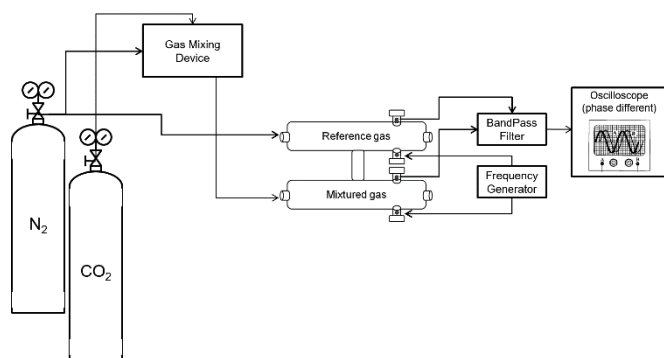 Gas Mixing
Device
Oscilloscope
(phase different)
Reference gas
BandPass
Filter
Mixtured gas
Frequency
Generator
N₂
CO₂